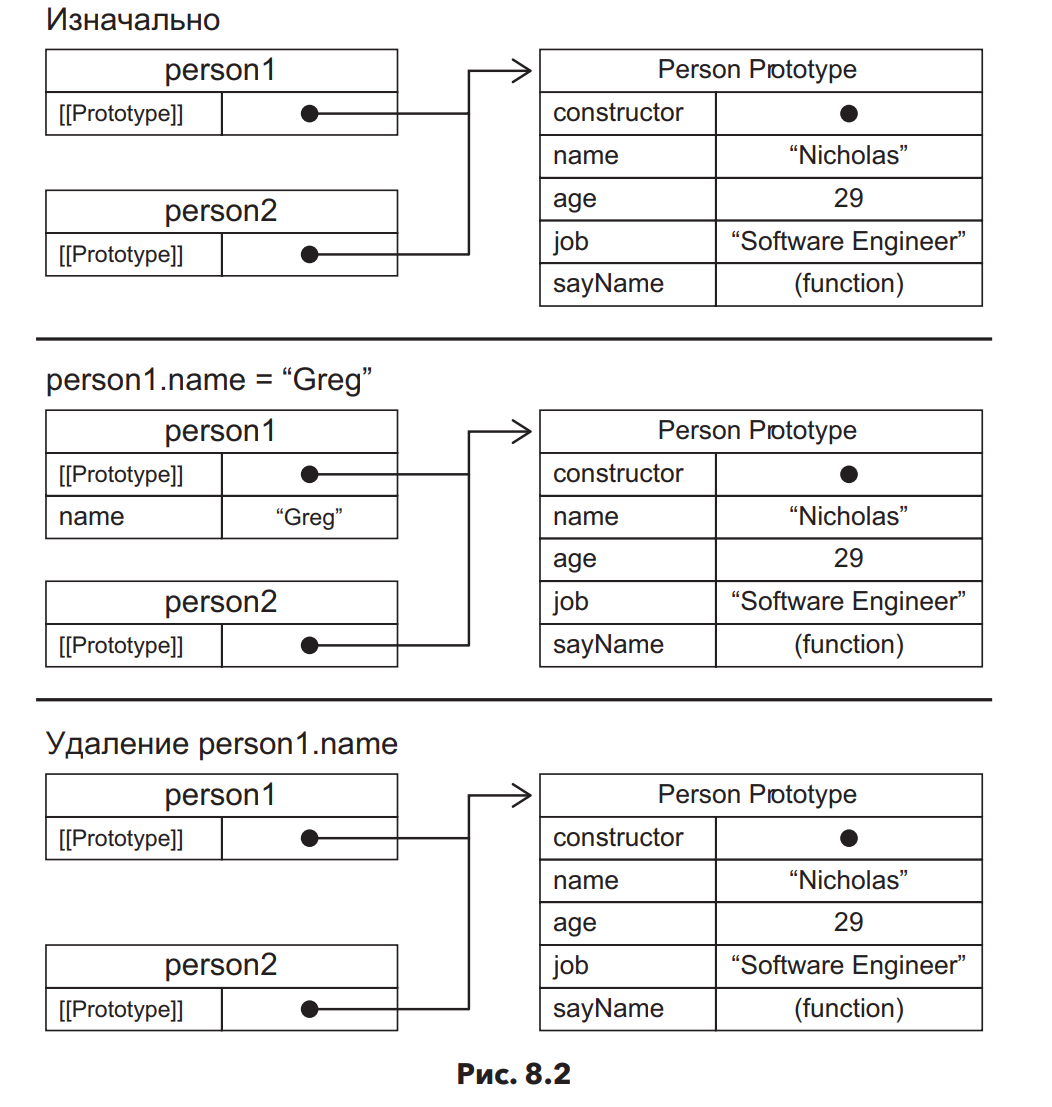 Изначально
person1
[[Prototype]]
person2
[[Prototype]]
Person Prototype
constructor
name “Nicholas”
age 29
job “Software Engineer”
sayName (function)
person1.name = “Greg”
person1
[[Prototype]]
name “Greg”
person2
[[Prototype]]
Person Prototype
constructor
name “Nicholas”
age 29
job “Software Engineer”
sayName (function)
Удаление person1.name
person1
[[Prototype]]
person2
[[Prototype]]
Person Prototype
constructor
name “Nicholas”
age 29
job “Software Engineer”
sayName (function)
Рис. 8.2